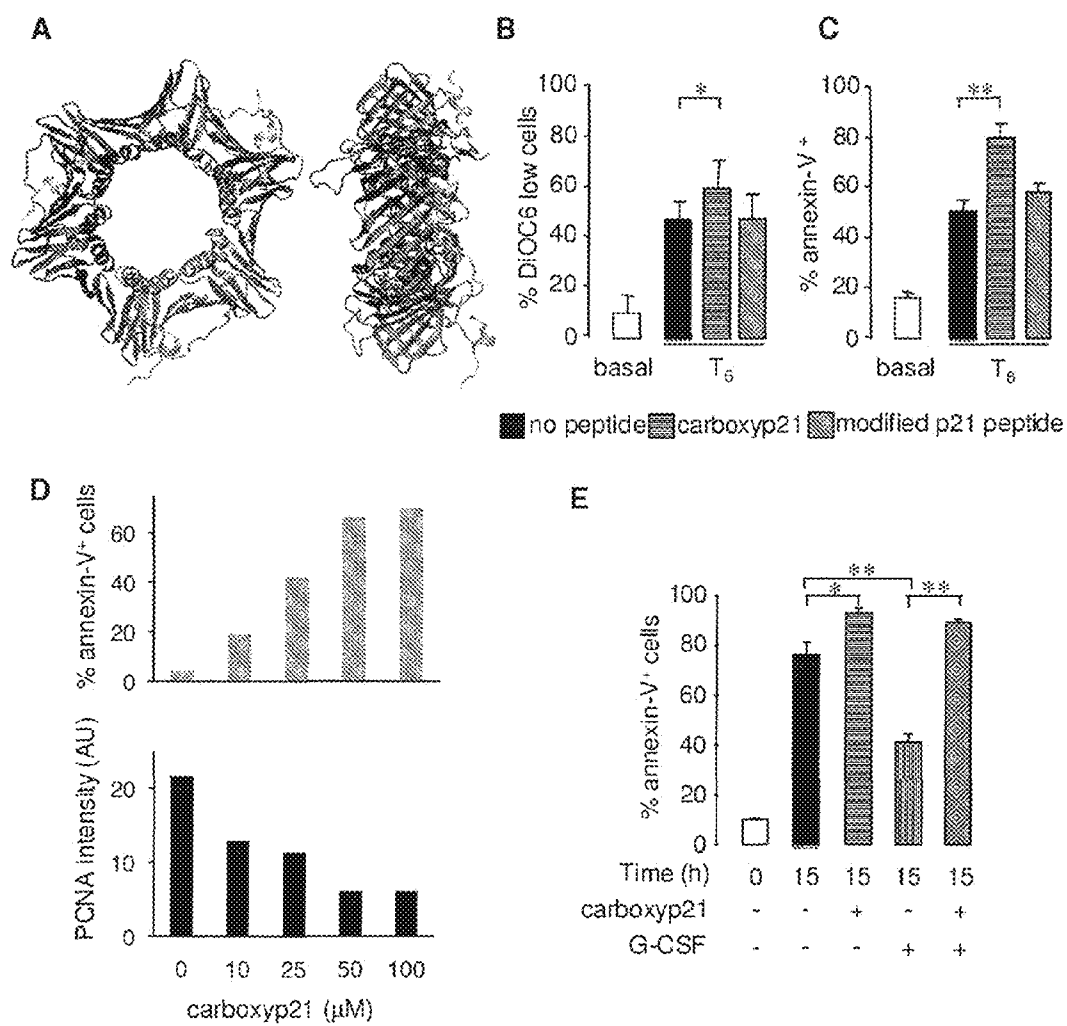 A
B
C
% DiOC6 low cells
100
80
60
40
20
0
*
basal
T6
% annexin-V +
100
80
60
40
20
0
**
basal
T6
no peptide carboxyp21 modified p21 peptide
D
% annexin-V+ cells
60
40
20
0
PCNA intensity (AU)
20
10
0
0 10 25 50 100
carboxyp21 (µM)
E
% annexin-V+ cells
100
80
60
40
20
0
**
* **
Time (h) 0 15 15 15 15
carboxyp21 - - + - +
G-CSF - - - + +